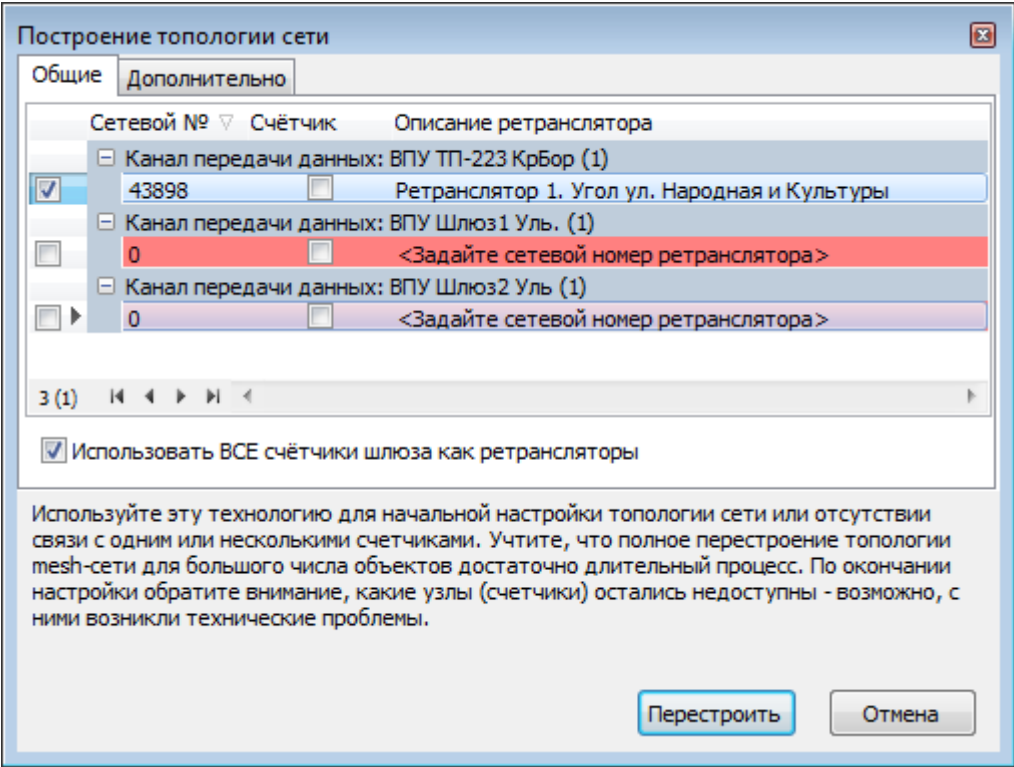 Построение топологии сети
Общие Дополнительно
Сетевой № Счётчик Описание ретранслятора
Канал передачи данных: ВПУ ТП-223 КрБор (1)
43898 Ретранслятор 1. Угол ул. Народная и Культуры
Канал передачи данных: ВПУ Шлюз1 Уль. (1)
0 <Задайте сетевой номер ретранслятора>
Канал передачи данных: ВПУ Шлюз2 Уль (1)
0 <Задайте сетевой номер ретранслятора>
3 (1)
Использовать ВСЕ счётчики шлюза как ретрансляторы
Используйте эту технологию для начальной настройки топологии сети или отсутствии
связи с одним или несколькими счетчиками. Учтите, что полное перестроение топологии
mesh-сети для большого числа объектов достаточно длительный процесс. По окончании
настройки обратите внимание, какие узлы (счетчики) остались недоступны - возможно, с
ними возникли технические проблемы.
Перестроить Отмена